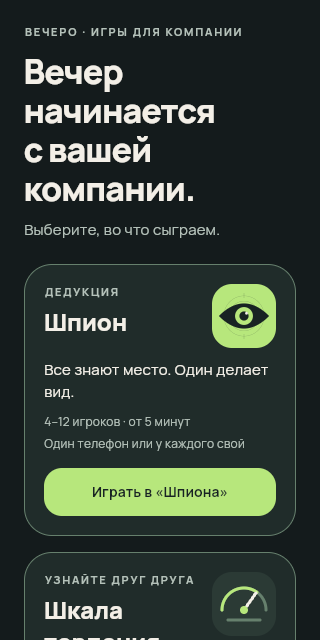 ВЕЧЕРО · ИГРЫ ДЛЯ КОМПАНИИ
Вечер
начинается
с вашей
компании.
Выберите, во что сыграем.
ДЕДУКЦИЯ
Шпион
Все знают место. Один делает
вид.
4–12 игроков · от 5 минут
Один телефон или у каждого свой
Играть в «Шпиона»
УЗНАЙТЕ ДРУГ ДРУГА
Шкала